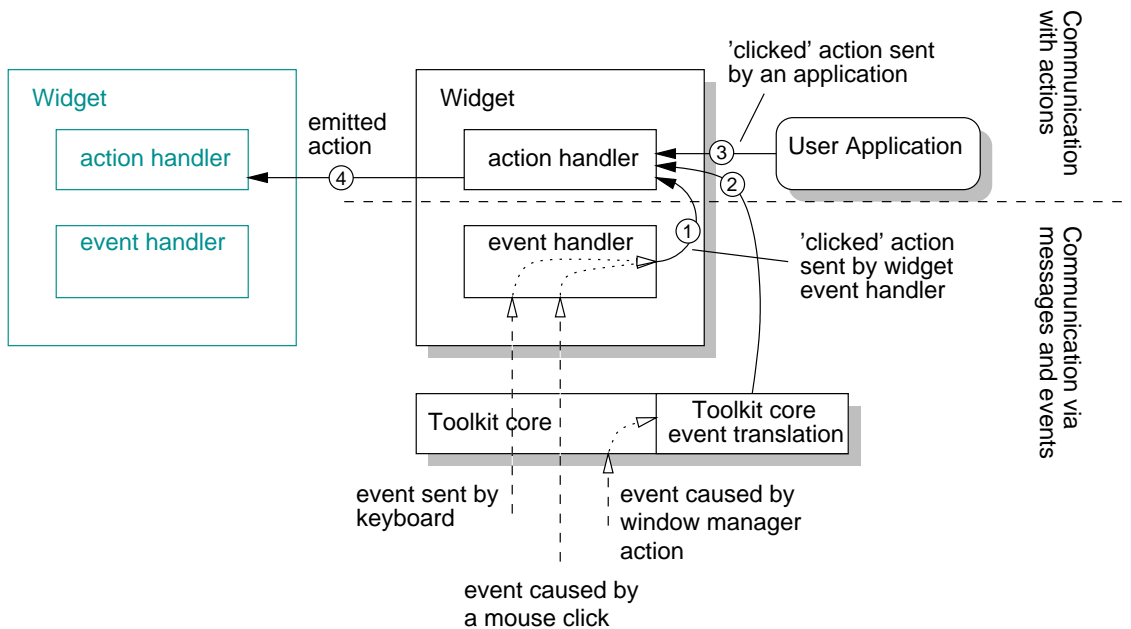 Widget
action handler
event handler
emitted
action
4
Widget
action handler
event handler
'clicked' action sent
by an application
3
User Application
2
1
'clicked' action
sent by widget
event handler
Toolkit core
Toolkit core
event translation
event sent by
keyboard
event caused by
window manager
action
event caused by
a mouse click
Communication
with actions
Communication via
messages and events